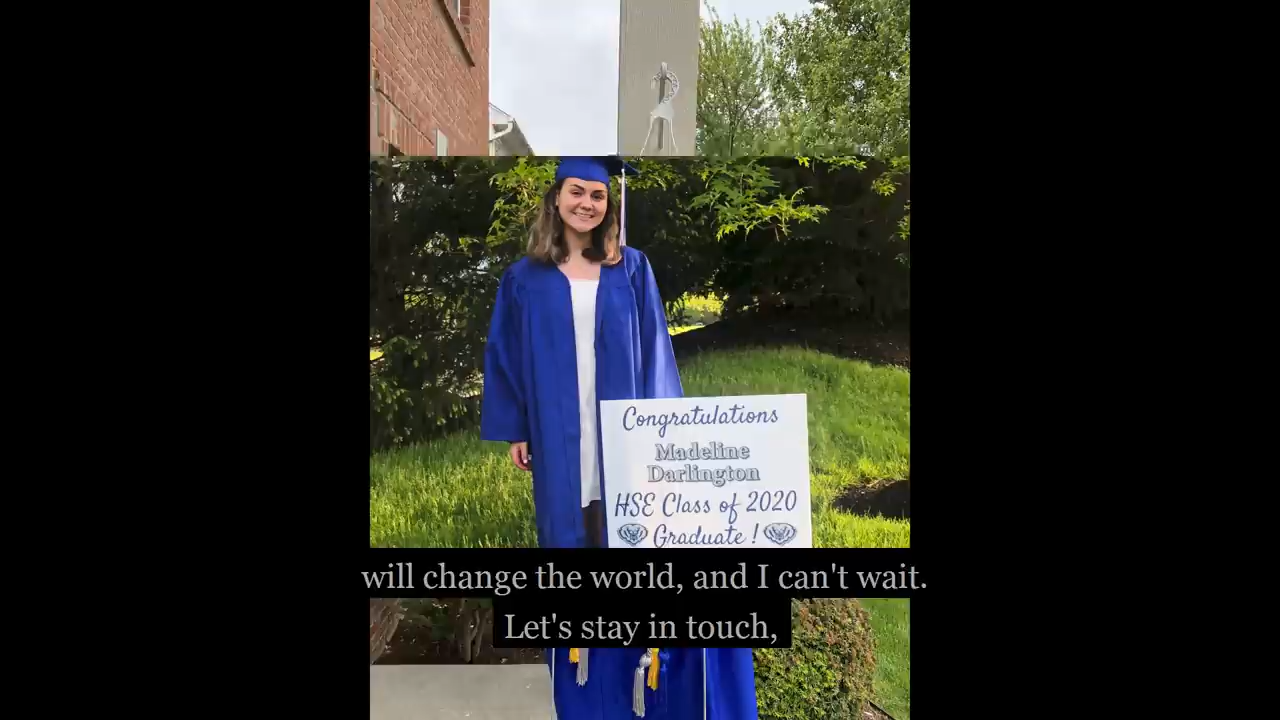 Congratulations
Madeline
Darlington
HSE Class of 2020
Graduate !
will change the world, and I can't wait.
Let's stay in touch,